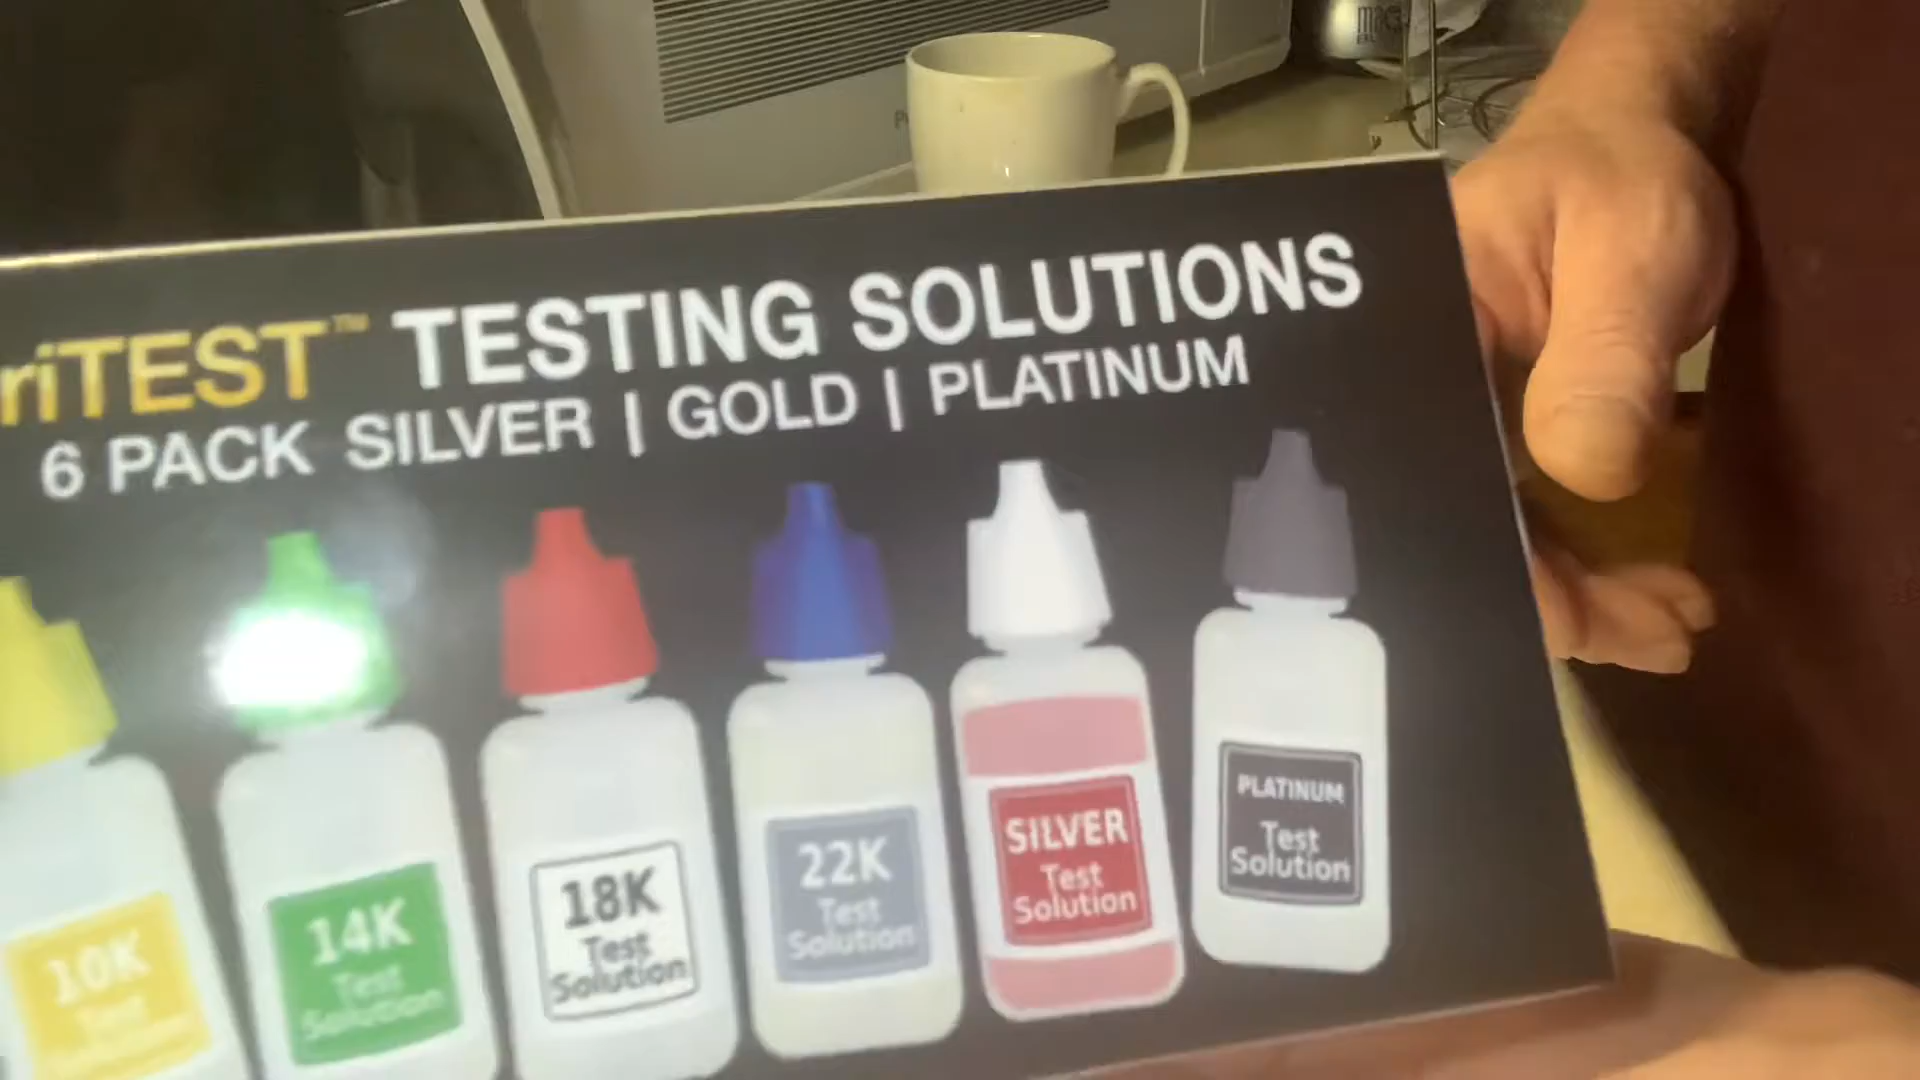 riTEST™ TESTING SOLUTIONS
6 PACK SILVER | GOLD | PLATINUM
10K
Test
14K
Test
Solution
18K
Test
Solution
22K
Test
Solution
SILVER
Test
Solution
PLATINUM
Test
Solution